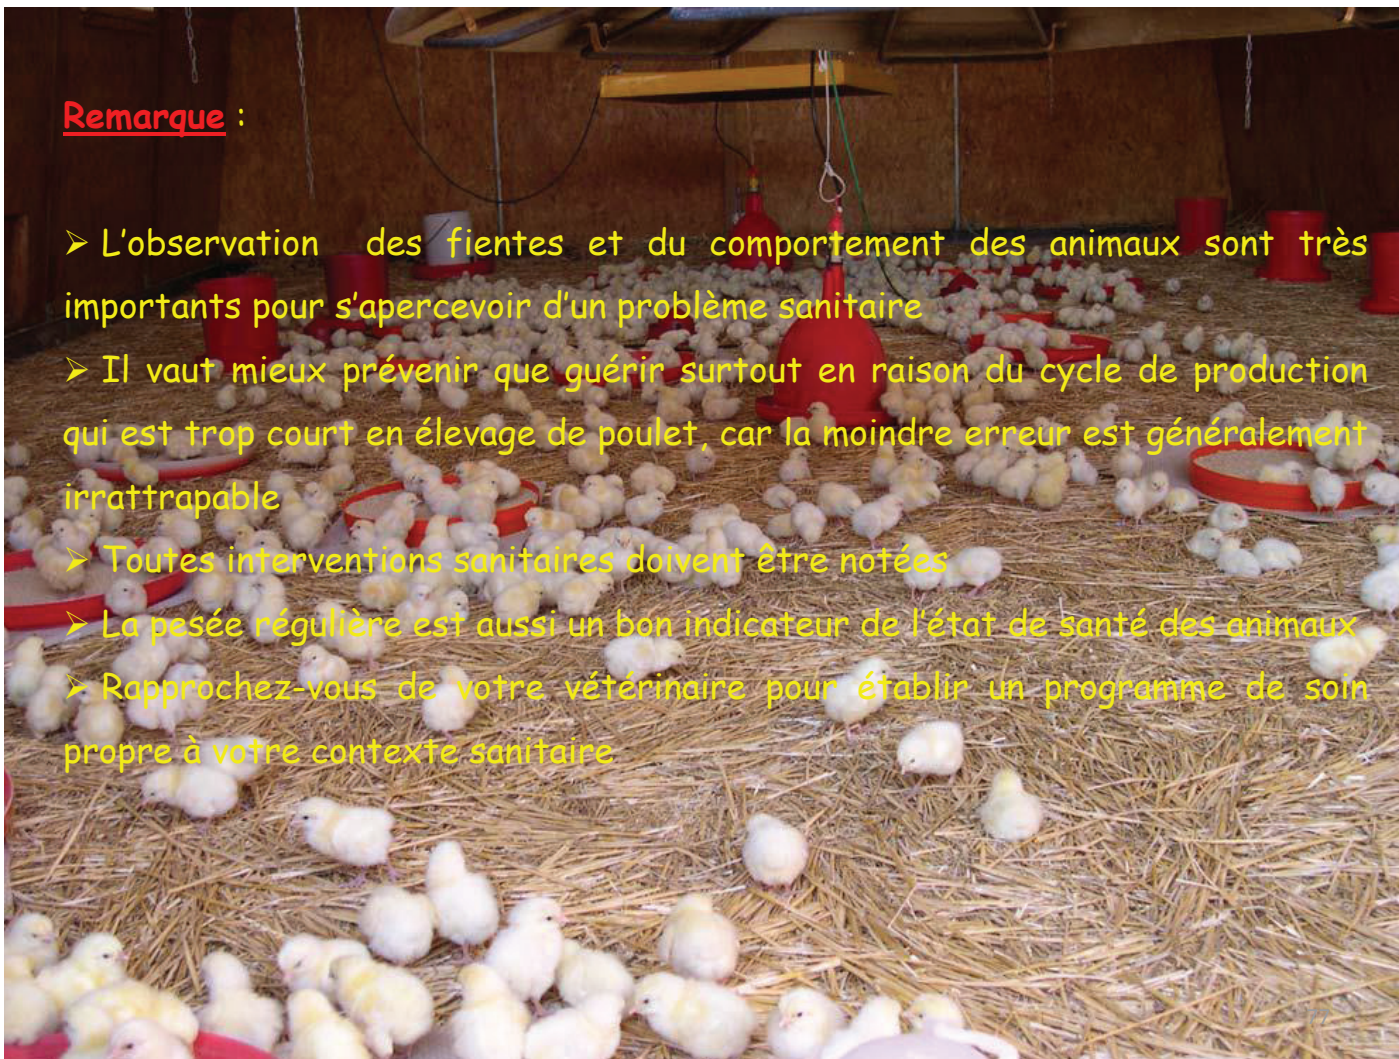 Remarque :
➢ L'observation des fientes et du comportement des animaux sont très
importants pour s'apercevoir d'un problème sanitaire
➢ Il vaut mieux prévenir que guérir surtout en raison du cycle de production
qui est trop court en élevage de poulet, car la moindre erreur est généralement
irrattrapable
➢ Toutes interventions sanitaires doivent être notées
➢ La pesée régulière est aussi un bon indicateur de l'état de santé des animaux
➢ Rapprochez-vous de votre vétérinaire pour établir un programme de soin
propre à votre contexte sanitaire